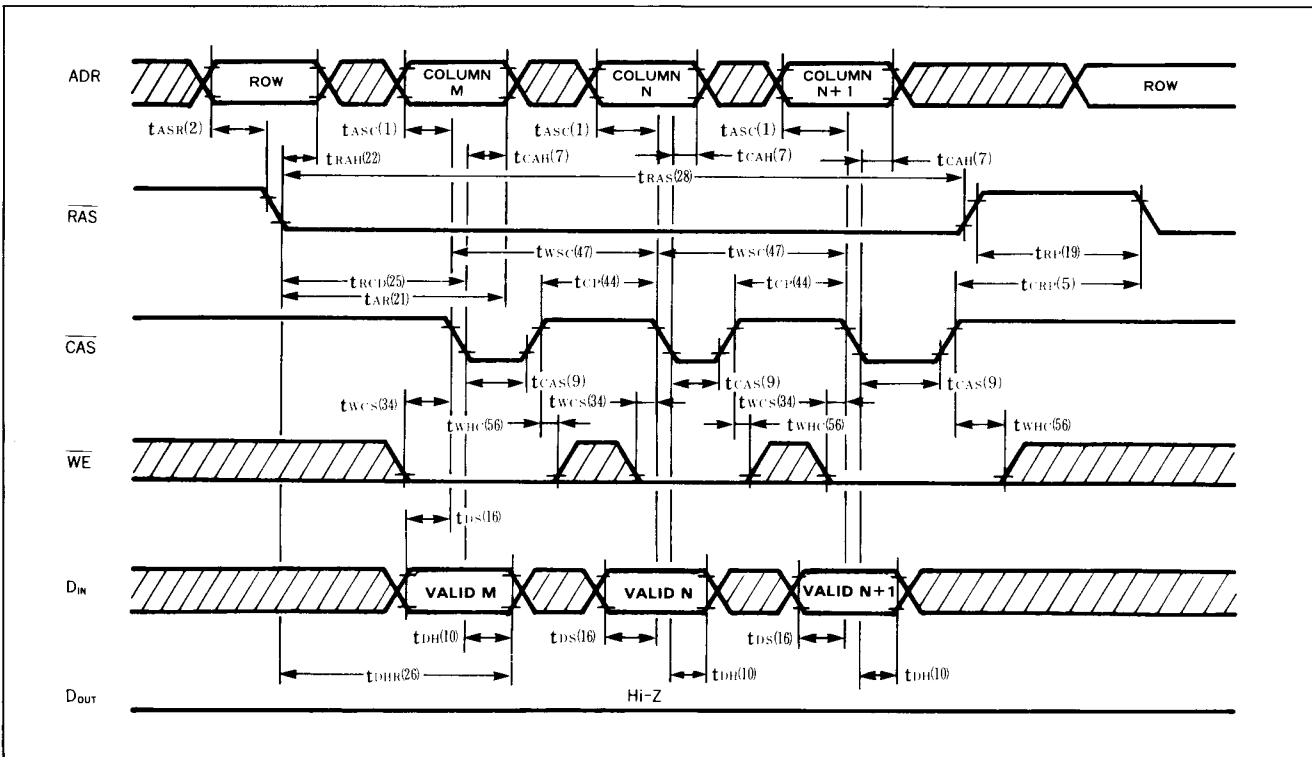 ADR
ROW
COLUMN
M
COLUMN
N
COLUMN
N+1
ROW
tASR(2)
tASC(1)
tASC(1)
tASC(1)
tRAH(22)
tCAH(7)
tCAH(7)
tCAH(7)
tRAS(28)
RAS
tWSC(47)
tWSC(47)
tRP(19)
tRCD(25)
tCP(44)
tCP(44)
tCRP(5)
tAR(21)
CAS
tCAS(9)
tCAS(9)
tCAS(9)
tWCS(34)
tWCS(34)
tWCS(34)
tWHC(56)
tWHC(56)
tWHC(56)
WE
tDS(16)
DIN
VALID M
VALID N
VALID N+1
tDH(10)
tDS(16)
tDS(16)
tDHR(26)
tDH(10)
tDH(10)
DOUT
Hi-Z